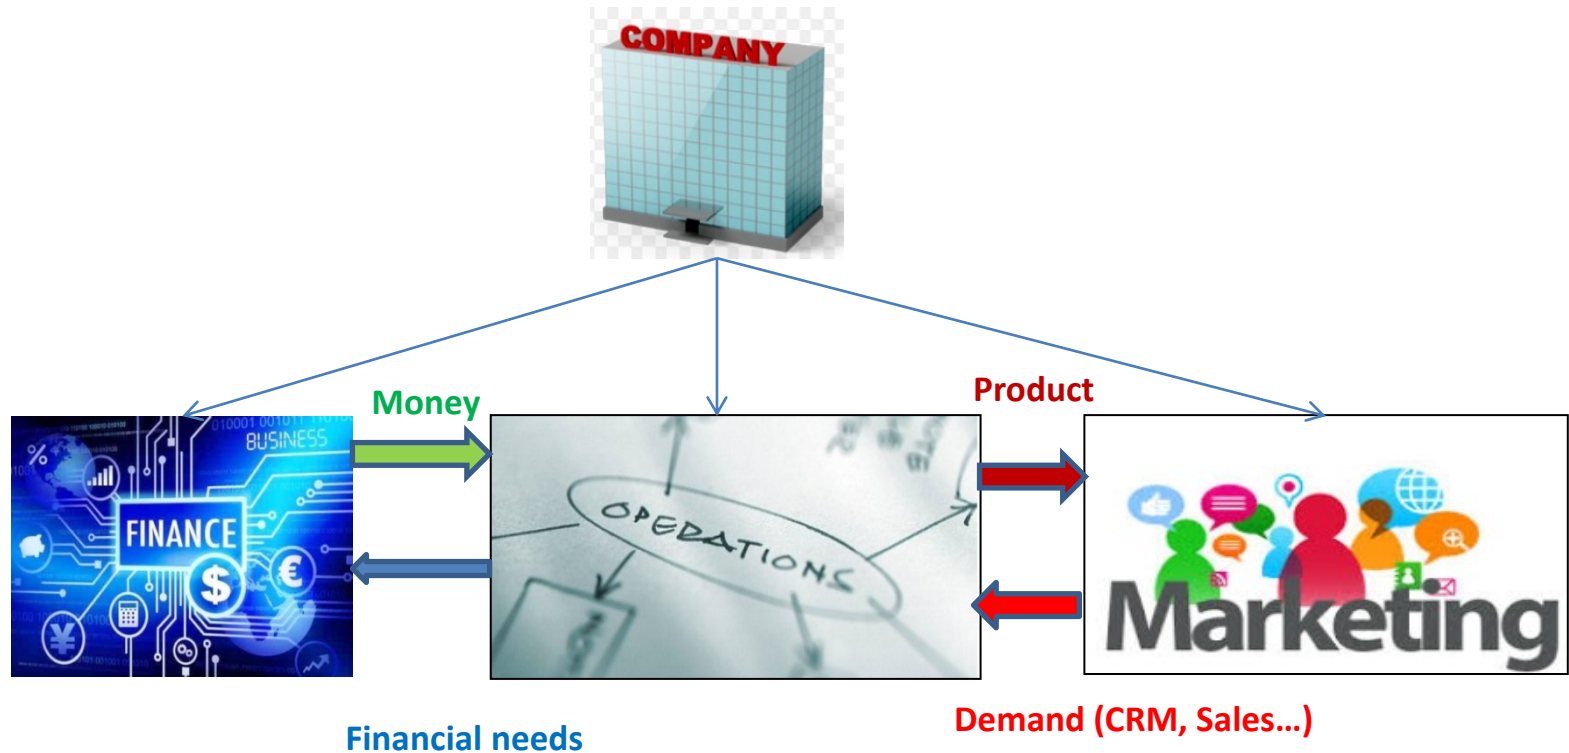 COMPANY
Money
Product
BUSINESS
FINANCE
$
€
¥
%
OPERATIONS
Marketing
Demand (CRM, Sales...)
Financial needs